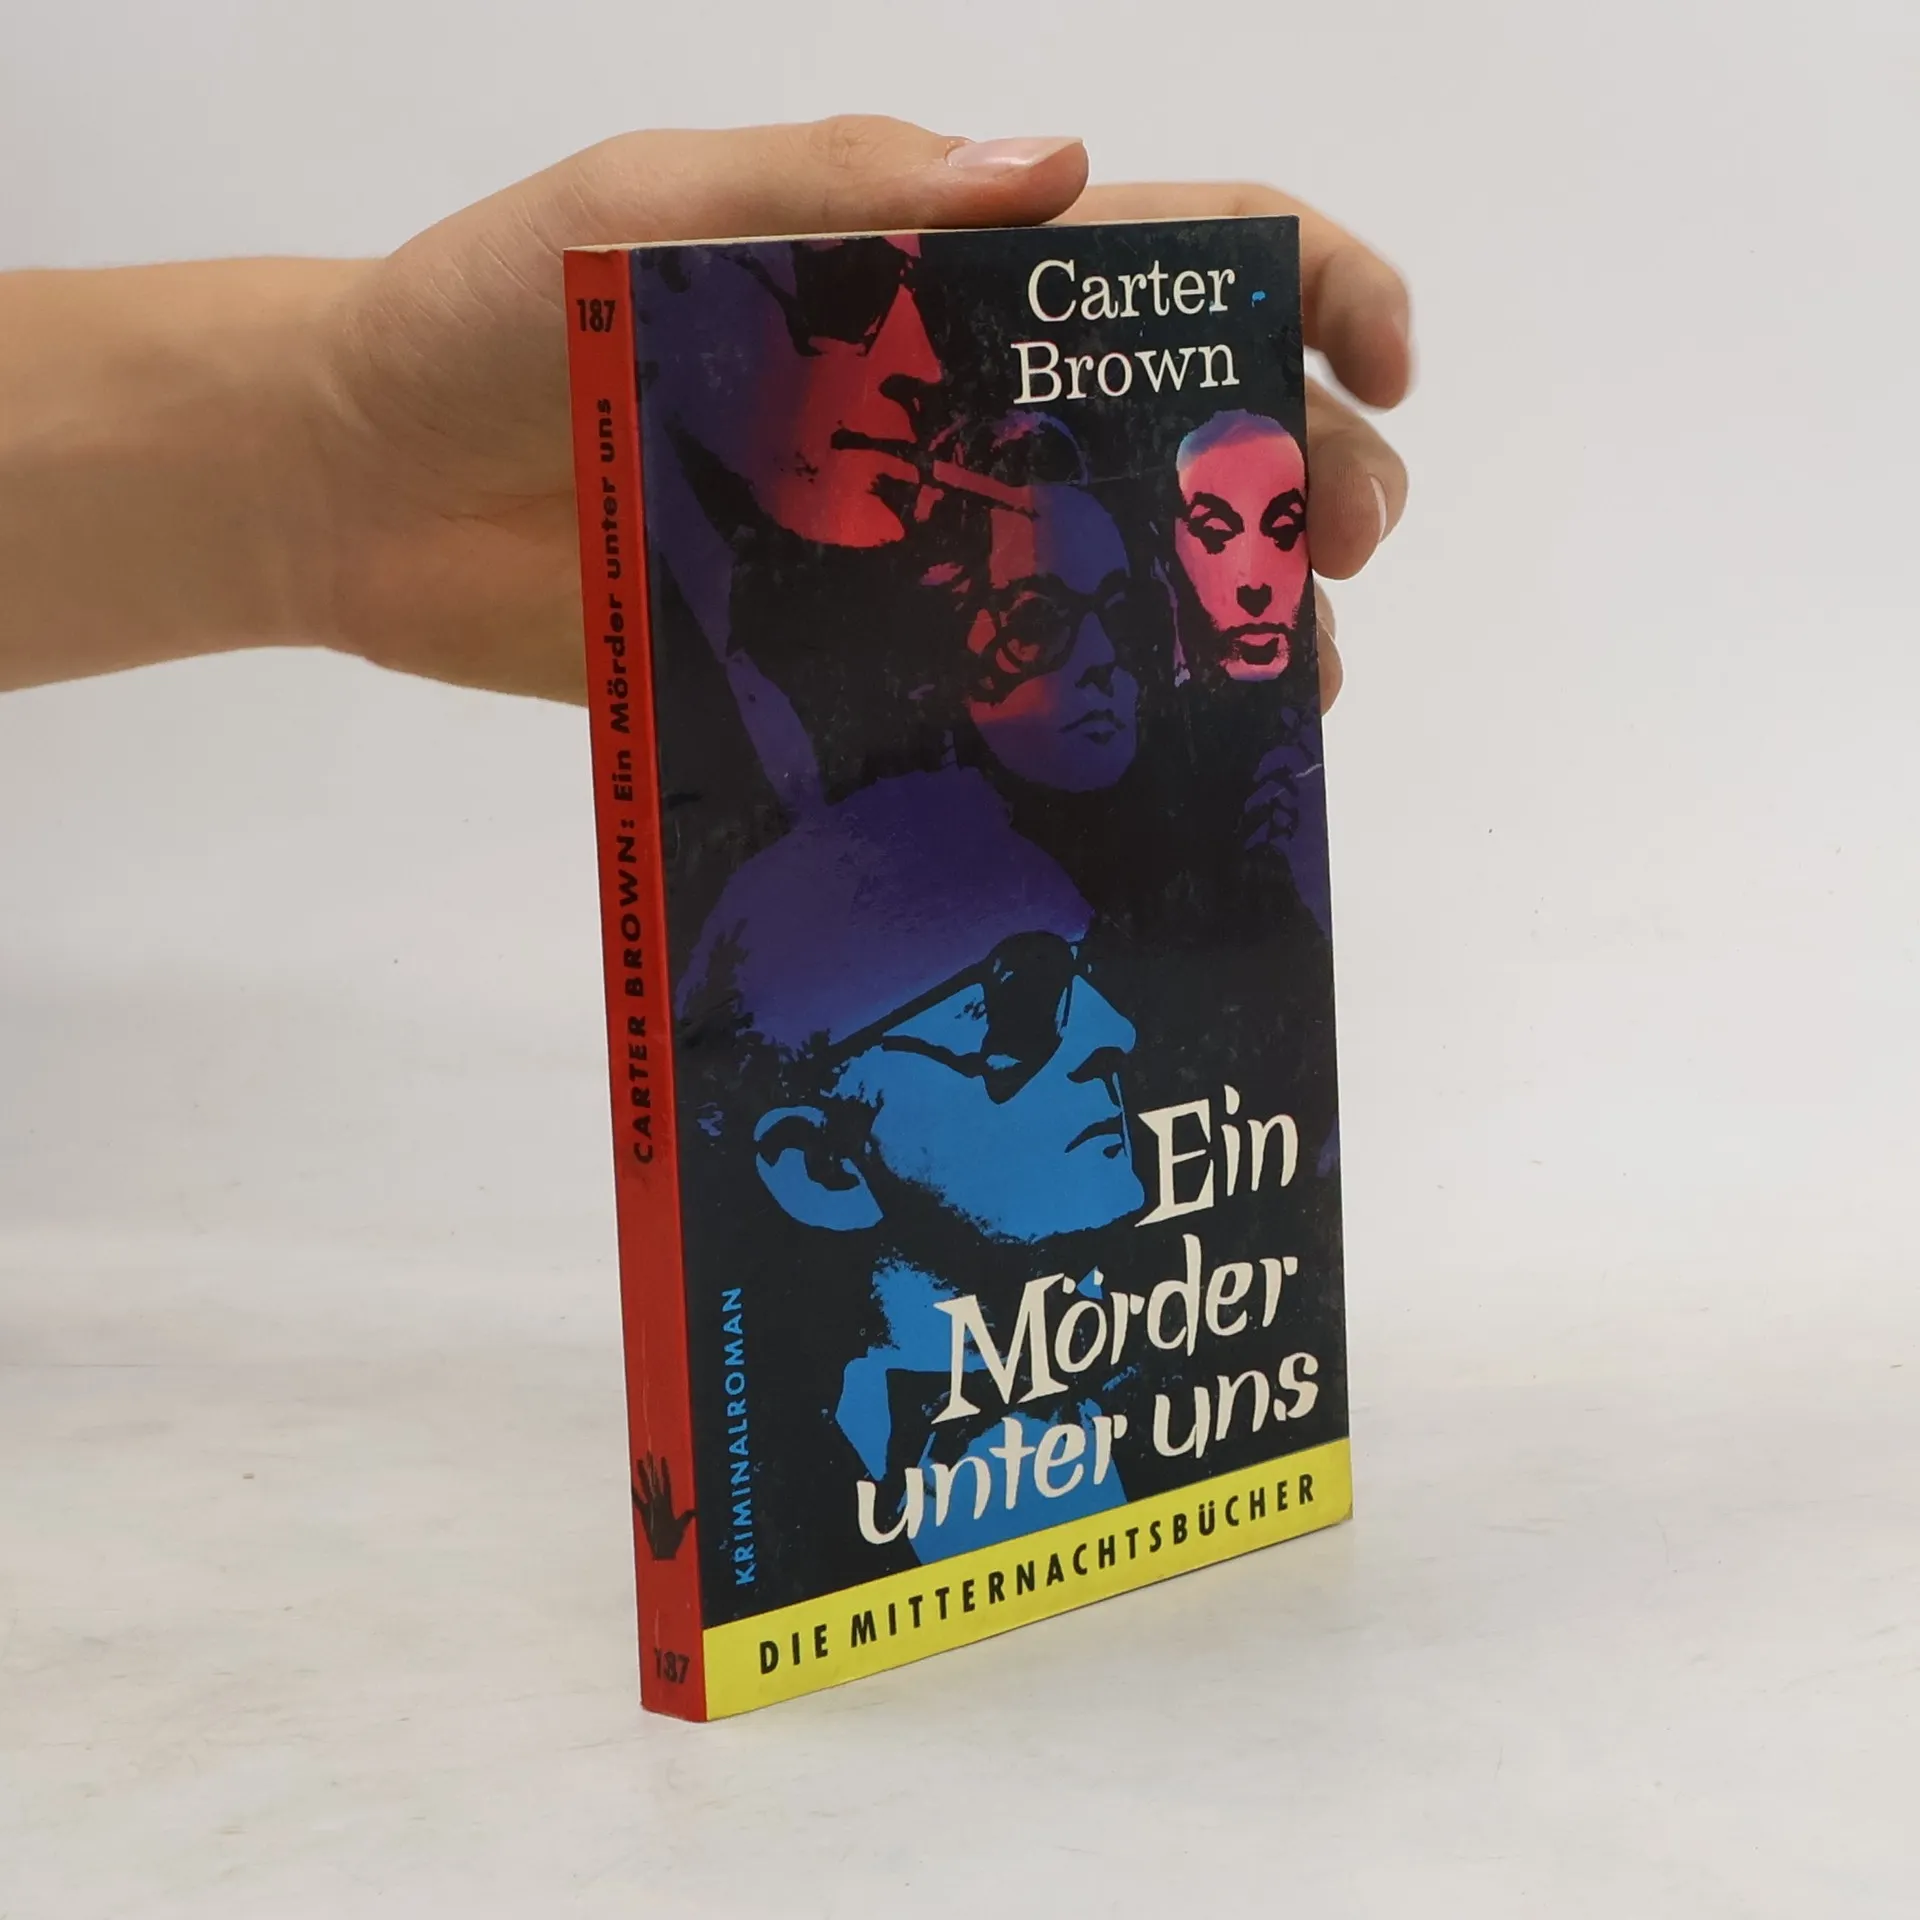 187
CARTER BROWN: Ein Mörder unter uns
187
Carter
Brown
KRIMINALROMAN
Ein
Mörder
unter uns
DIE MITTERNACHTSBÜCHER